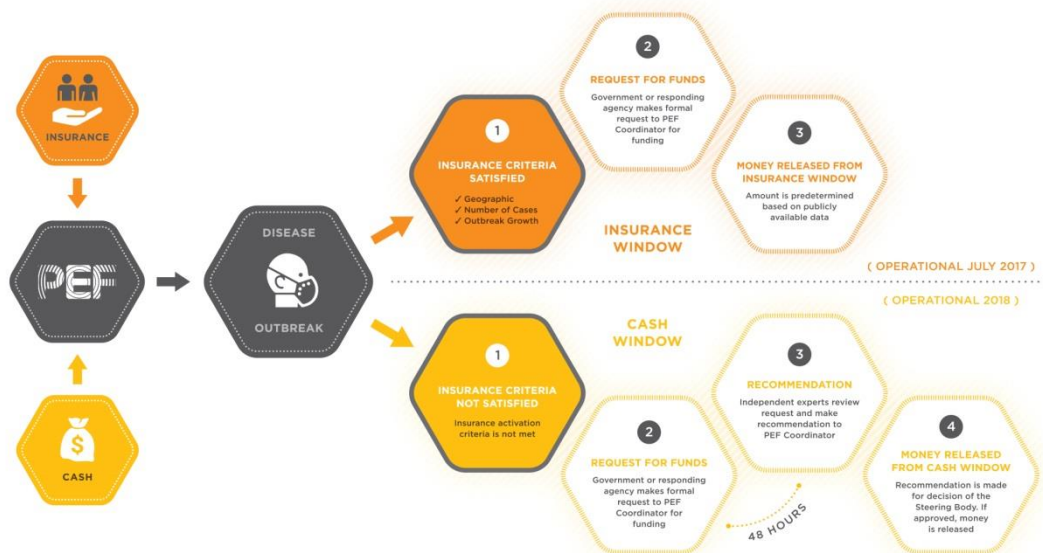 INSURANCE
PEF
$
CASH
DISEASE
OUTBREAK
1
INSURANCE CRITERIA
SATISFIED
✓ Geographic
✓ Number of Cases
✓ Outbreak Growth
2
REQUEST FOR FUNDS
Government or responding
agency makes formal
request to PEF
Coordinator for
funding
3
MONEY RELEASED FROM
INSURANCE WINDOW
Amount is predetermined
based on publicly
available data
INSURANCE
WINDOW
( OPERATIONAL JULY 2017 )
( OPERATIONAL 2018 )
CASH
WINDOW
1
INSURANCE CRITERIA
NOT SATISFIED
Insurance activation
criteria is not met
2
REQUEST FOR FUNDS
Government or responding
agency makes formal
request to PEF
Coordinator for
funding
48 HOURS
3
RECOMMENDATION
Independent experts review
request and make
recommendation to
PEF Coordinator
4
MONEY RELEASED
FROM CASH WINDOW
Recommendation is made
for decision of the
Steering Body. If
approved, money
is released